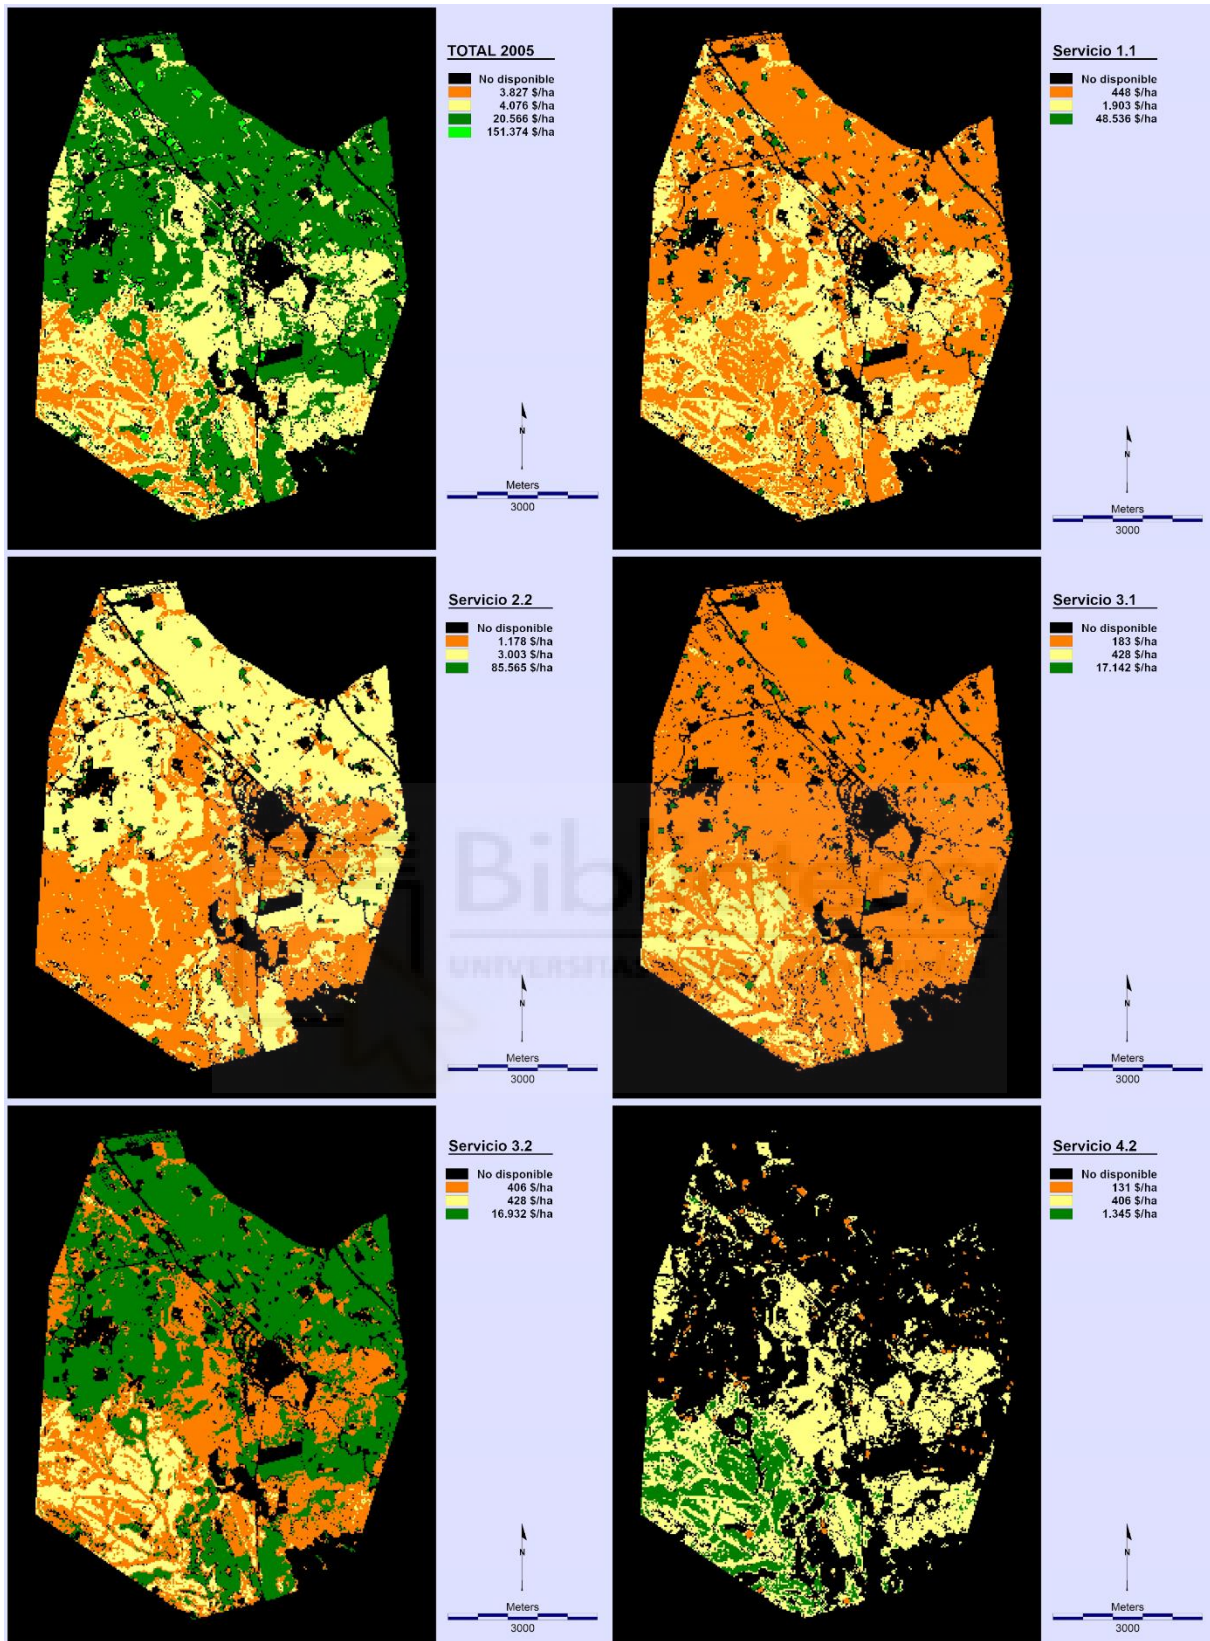 TOTAL 2005
No disponible
3.827 $/ha
4.076 $/ha
20.566 $/ha
151.374 $/ha
N
Meters
3000
Servicio 1.1
No disponible
448 $/ha
1.903 $/ha
48.536 $/ha
N
Meters
3000
Servicio 2.2
No disponible
1.178 $/ha
3.003 $/ha
85.565 $/ha
N
Meters
3000
Servicio 3.1
No disponible
183 $/ha
428 $/ha
17.142 $/ha
N
Meters
3000
Biblioteca
Servicio 3.2
No disponible
406 $/ha
428 $/ha
16.932 $/ha
N
Meters
3000
Servicio 4.2
No disponible
131 $/ha
406 $/ha
1.345 $/ha
N
Meters
3000